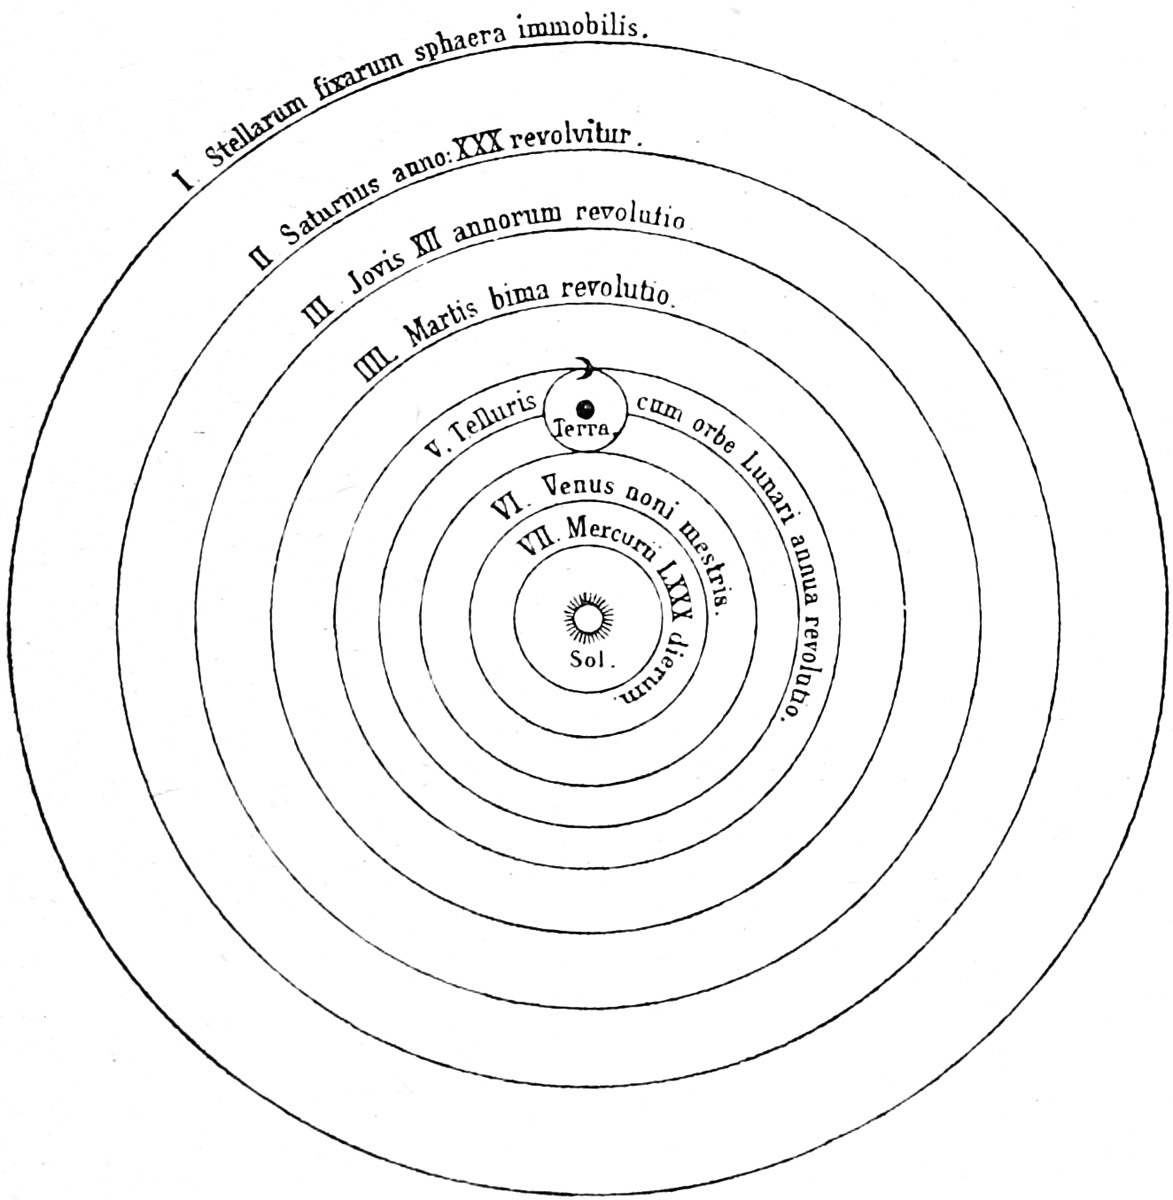 I Stellarum fixarum sphaera immobilis.
II Saturnus anno: XXX revolvitur.
III Jovis XII annorum revolutio
IIII. Martis bima revolutio.
V. Telluris cum orbe Lunari annua revolutio.
Terra,
VI. Venus noni mestris.
VII. Mercurii LXXX dierum.
Sol.